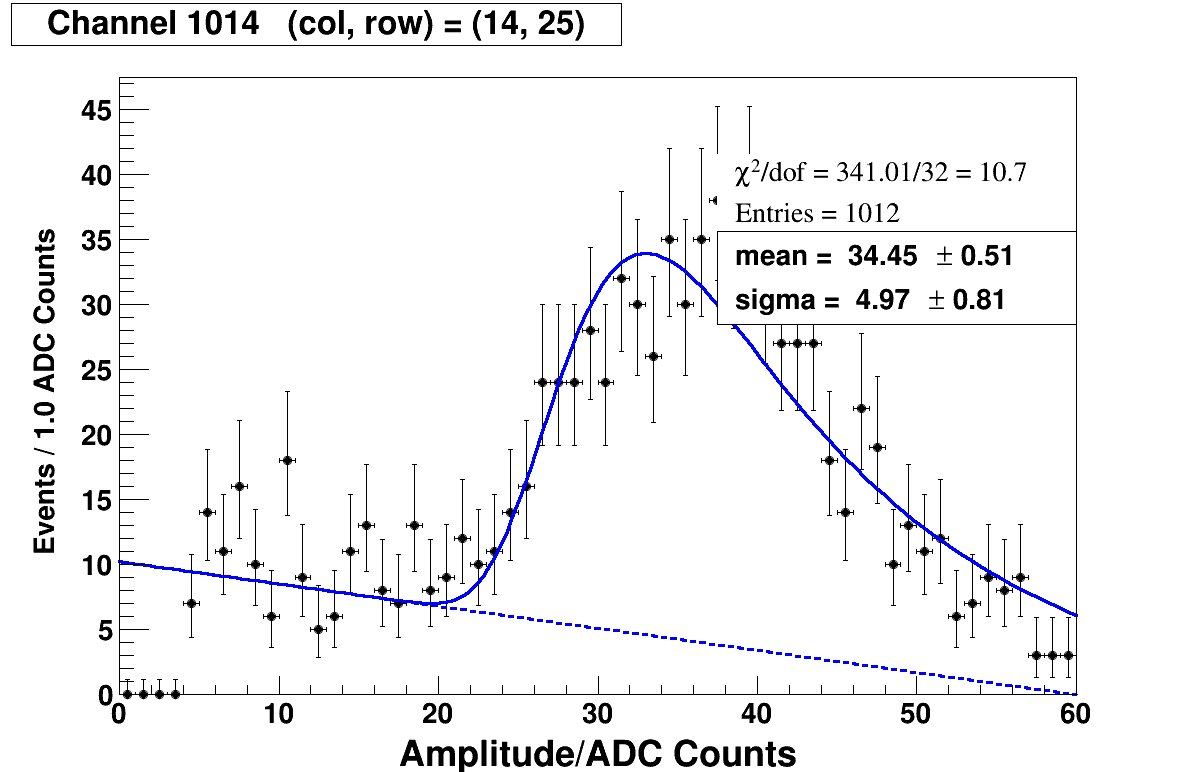 Channel 1014 (col, row) = (14, 25)
45
40
35
30
25
20
15
10
5
0
Events / 1.0 ADC Counts
χ²/dof = 341.01/32 = 10.7
Entries = 1012
mean = 34.45 ± 0.51
sigma = 4.97 ± 0.81
0 10 20 30 40 50 60
Amplitude/ADC Counts